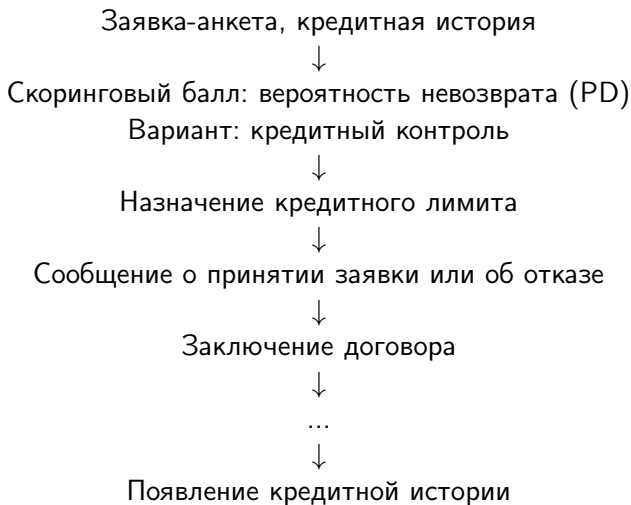 Заявка-анкета, кредитная история
↓
Скоринговый балл: вероятность невозврата (PD)
Вариант: кредитный контроль
↓
Назначение кредитного лимита
↓
Сообщение о принятии заявки или об отказе
↓
Заключение договора
↓
...
↓
Появление кредитной истории